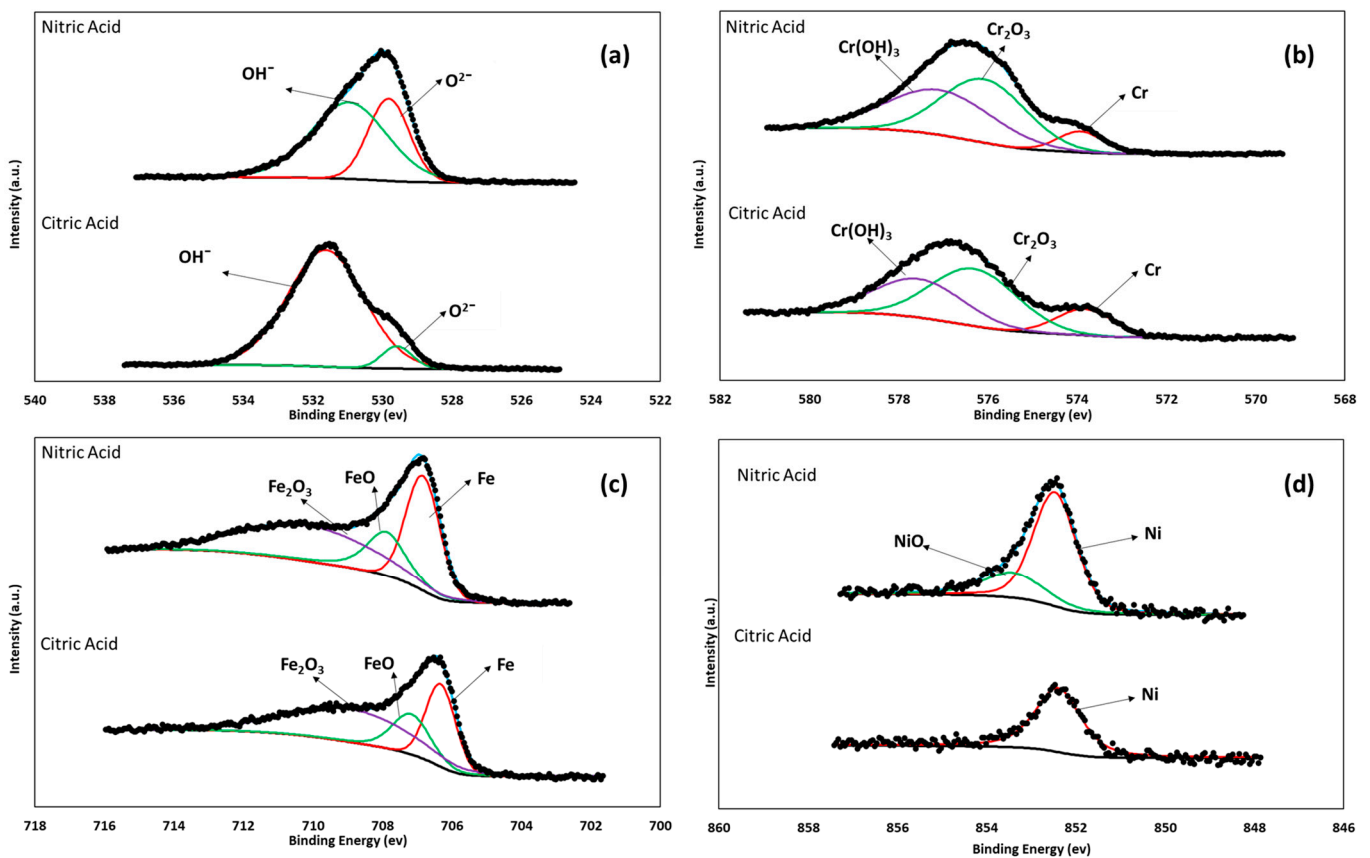 Nitric Acid
(a)
OH⁻
O²⁻
Citric Acid
OH⁻
O²⁻
Intensity (a.u.)
540 538 536 534 532 530 528 526 524 522
Binding Energy (ev)
Nitric Acid
(b)
Cr(OH)₃
Cr₂O₃
Cr
Citric Acid
Cr(OH)₃
Cr₂O₃
Cr
Intensity (a.u.)
582 580 578 576 574 572 570 568
Binding Energy (ev)
Nitric Acid
(c)
Fe₂O₃
FeO
Fe
Citric Acid
Fe₂O₃
FeO
Fe
Intensity (a.u.)
718 716 714 712 710 708 706 704 702 700
Binding Energy (ev)
Nitric Acid
(d)
NiO
Ni
Citric Acid
Ni
Intensity (a.u.)
860 858 856 854 852 850 848 846
Binding Energy (ev)